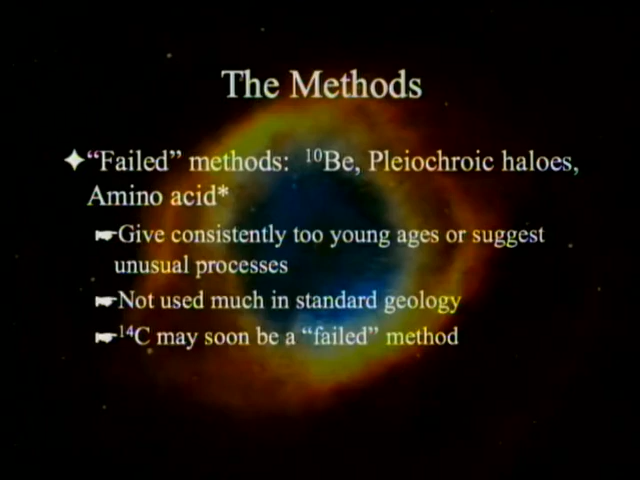 The Methods
“Failed” methods: ¹⁰Be, Pleiochroic haloes,
Amino acid*
Give consistently too young ages or suggest
unusual processes
Not used much in standard geology
¹⁴C may soon be a “failed” method